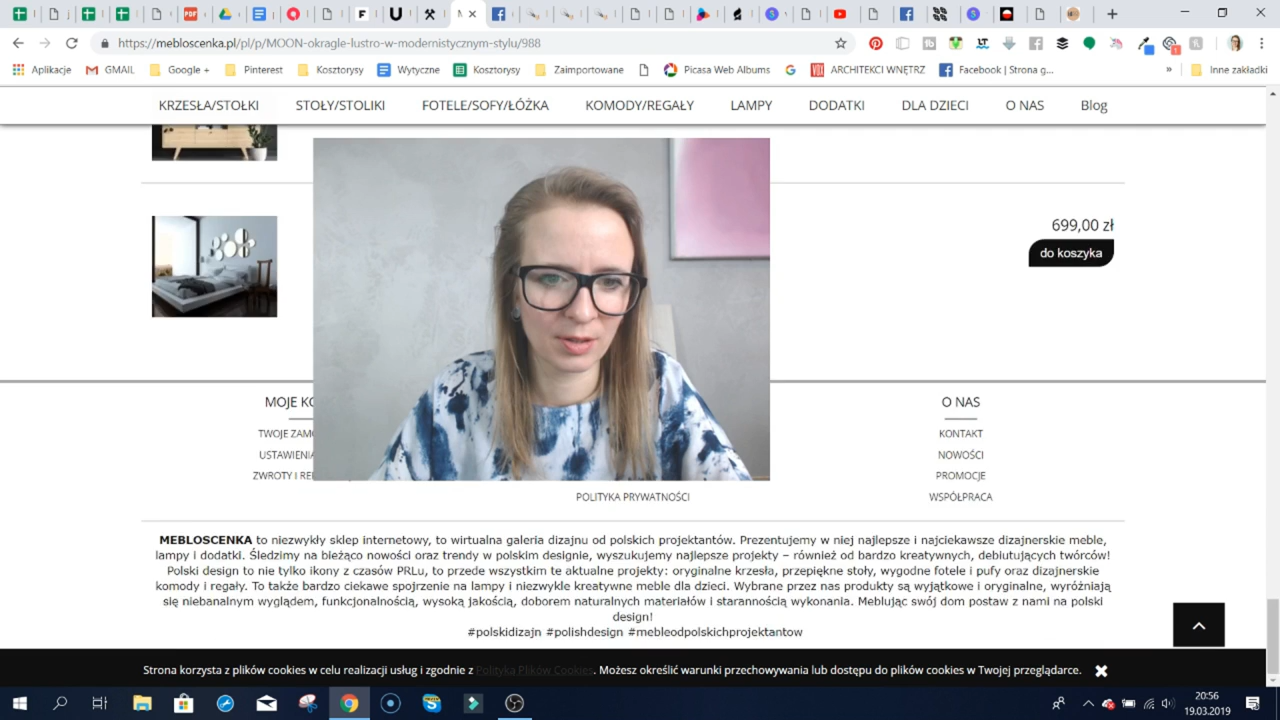 https://mebloscenka.pl/pl/p/MOON-okragle-lustro-w-modernistycznym-stylu/988
Aplikacje GMAIL Google + Pinterest Kosztorysy Wytyczne Kosztorysy Zaimportowane Picasa Web Albums ARCHITEKCI WNĘTRZ Facebook | Strona g... » Inne zakładki
KRZESŁA/STOŁKI STOŁY/STOLIKI FOTELE/SOFY/ŁÓŻKA KOMODY/REGAŁY LAMPY DODATKI DLA DZIECI O NAS Blog
699,00 zł
do koszyka
MOJE KO
TWOJE ZAM
USTAWIENIA
ZWROTY I RE
POLITYKA PRYWATNOŚCI
O NAS
KONTAKT
NOWOŚCI
PROMOCJE
WSPÓŁPRACA
MEBLOSCENKA to niezwykły sklep internetowy, to wirtualna galeria dizajnu od polskich projektantów. Prezentujemy w niej najlepsze i najciekawsze dizajnerskie meble,
lampy i dodatki. Śledzimy na bieżąco nowości oraz trendy w polskim designie, wyszukujemy najlepsze projekty – również od bardzo kreatywnych, debiutujących twórców!
Polski design to nie tylko ikony z czasów PRLu, to przede wszystkim te aktualne projekty: oryginalne krzesła, przepiękne stoły, wygodne fotele i pufy oraz dizajnerskie
komody i regały. To także bardzo ciekawe spojrzenie na lampy i niezwykle kreatywne meble dla dzieci. Wybrane przez nas produkty są wyjątkowe i oryginalne, wyróżniają
się niebanalnym wyglądem, funkcjonalnością, wysoką jakością, doborem naturalnych materiałów i starannością wykonania. Meblując swój dom postaw z nami na polski
design!
#polskidizajn #polishdesign #mebleodpolskichprojektantow
Strona korzysta z plików cookies w celu realizacji usług i zgodnie z Polityką Plików Cookies. Możesz określić warunki przechowywania lub dostępu do plików cookies w Twojej przeglądarce.
20:56
19.03.2019